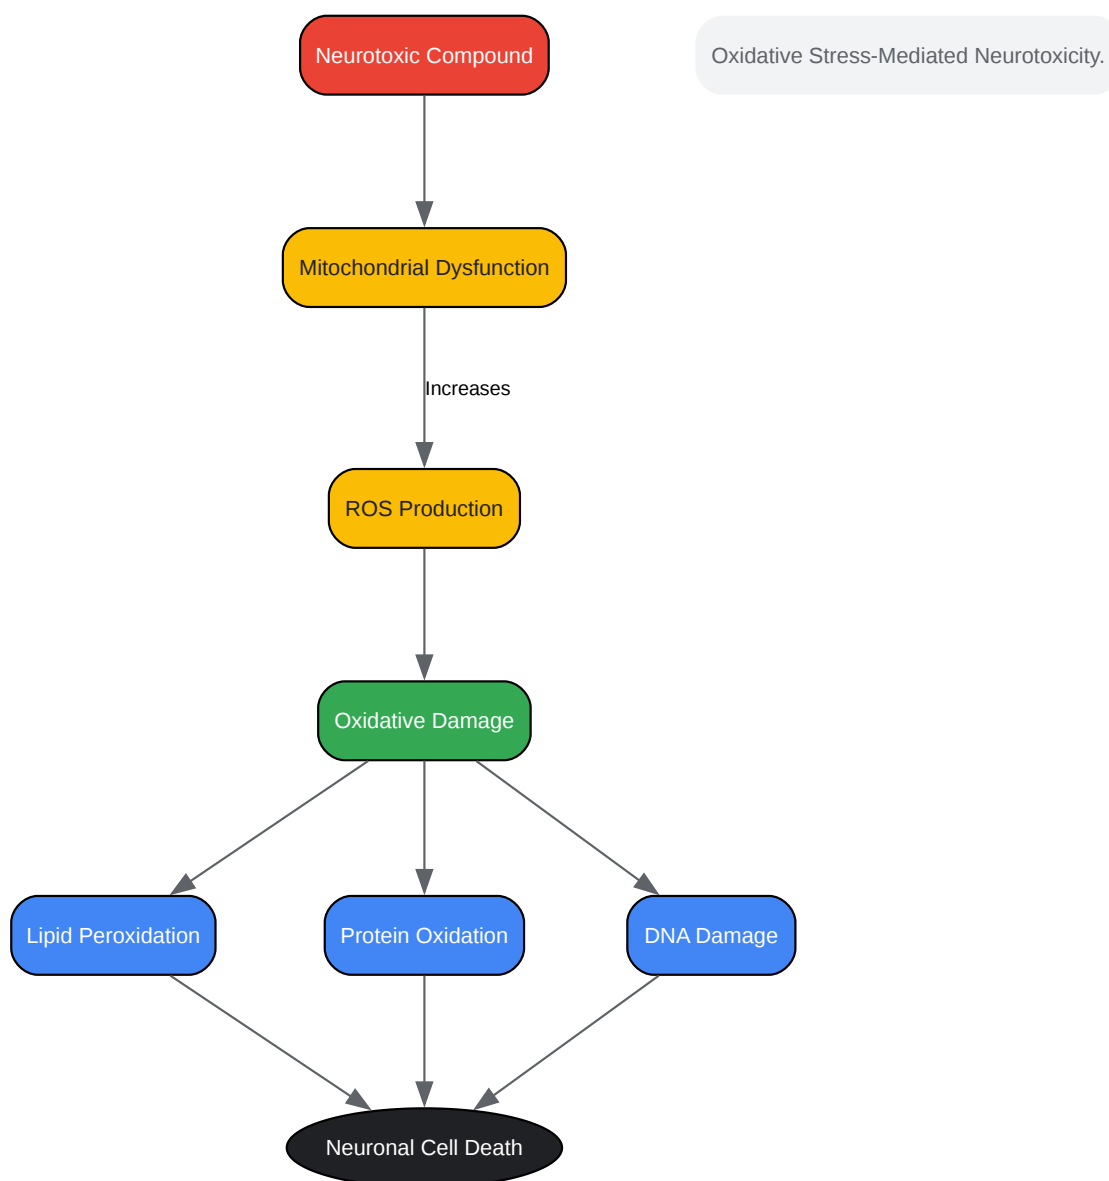 Neurotoxic Compound
Oxidative Stress-Mediated Neurotoxicity.
Mitochondrial Dysfunction
Increases
ROS Production
Oxidative Damage
Lipid Peroxidation
Protein Oxidation
DNA Damage
Neuronal Cell Death